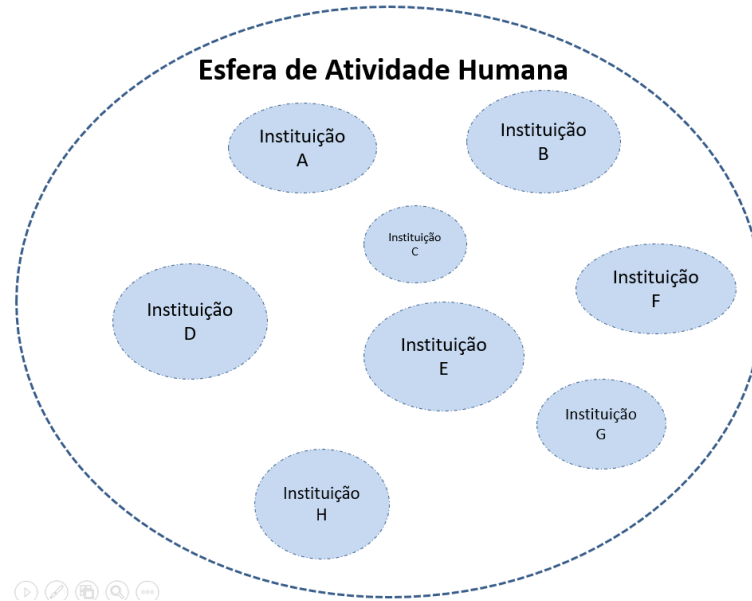 Esfera de Atividade Humana
Instituição
A
Instituição
B
Instituição
C
Instituição
D
Instituição
E
Instituição
F
Instituição
G
Instituição
H